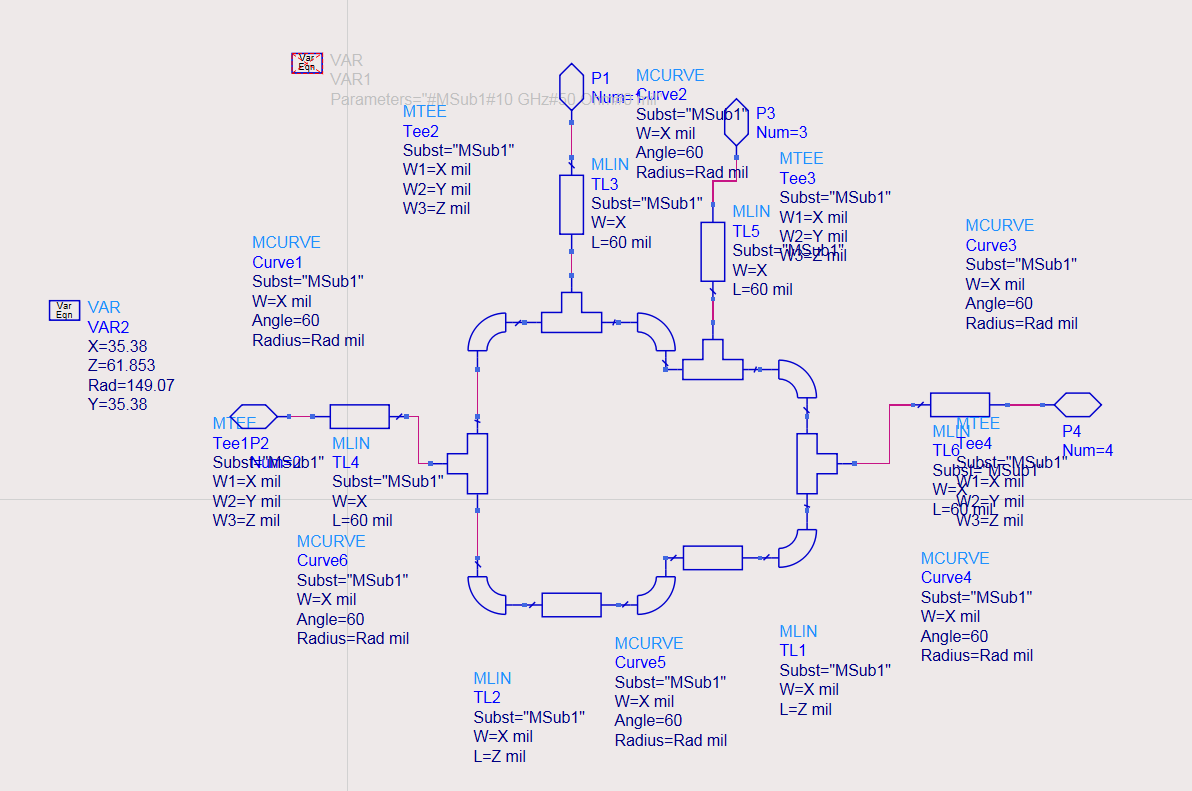 Var
Eqn
VAR
VAR1
Parameters="#MSub1#10 GHz#50 Ohm#0 mil"
P1
Num=1
MCURVE
Curve2
Subst="MSub1"
W=X mil
Angle=60
Radius=Rad mil
P3
Num=3
MTEE
Tee2
Subst="MSub1"
W1=X mil
W2=Y mil
W3=Z mil
MLIN
TL3
Subst="MSub1"
W=X
L=60 mil
MTEE
Tee3
Subst="MSub1"
W1=X mil
W2=Y mil
W3=Z mil
MLIN
TL5
Subst="MSub1"
W=X
L=60 mil
MCURVE
Curve3
Subst="MSub1"
W=X mil
Angle=60
Radius=Rad mil
MCURVE
Curve1
Subst="MSub1"
W=X mil
Angle=60
Radius=Rad mil
Var
Eqn
VAR
VAR2
X=35.38
Z=61.853
Rad=149.07
Y=35.38
MTEE
Tee1
Subst="MSub1"
W1=X mil
W2=Y mil
W3=Z mil
P2
Num=2
MLIN
TL4
Subst="MSub1"
W=X
L=60 mil
MLIN
TL6
Subst="MSub1"
W=X
L=60 mil
MTEE
Tee4
Subst="MSub1"
W1=X mil
W2=Y mil
W3=Z mil
P4
Num=4
MCURVE
Curve6
Subst="MSub1"
W=X mil
Angle=60
Radius=Rad mil
MCURVE
Curve4
Subst="MSub1"
W=X mil
Angle=60
Radius=Rad mil
MLIN
TL2
Subst="MSub1"
W=X mil
L=Z mil
MCURVE
Curve5
Subst="MSub1"
W=X mil
Angle=60
Radius=Rad mil
MLIN
TL1
Subst="MSub1"
W=X mil
L=Z mil